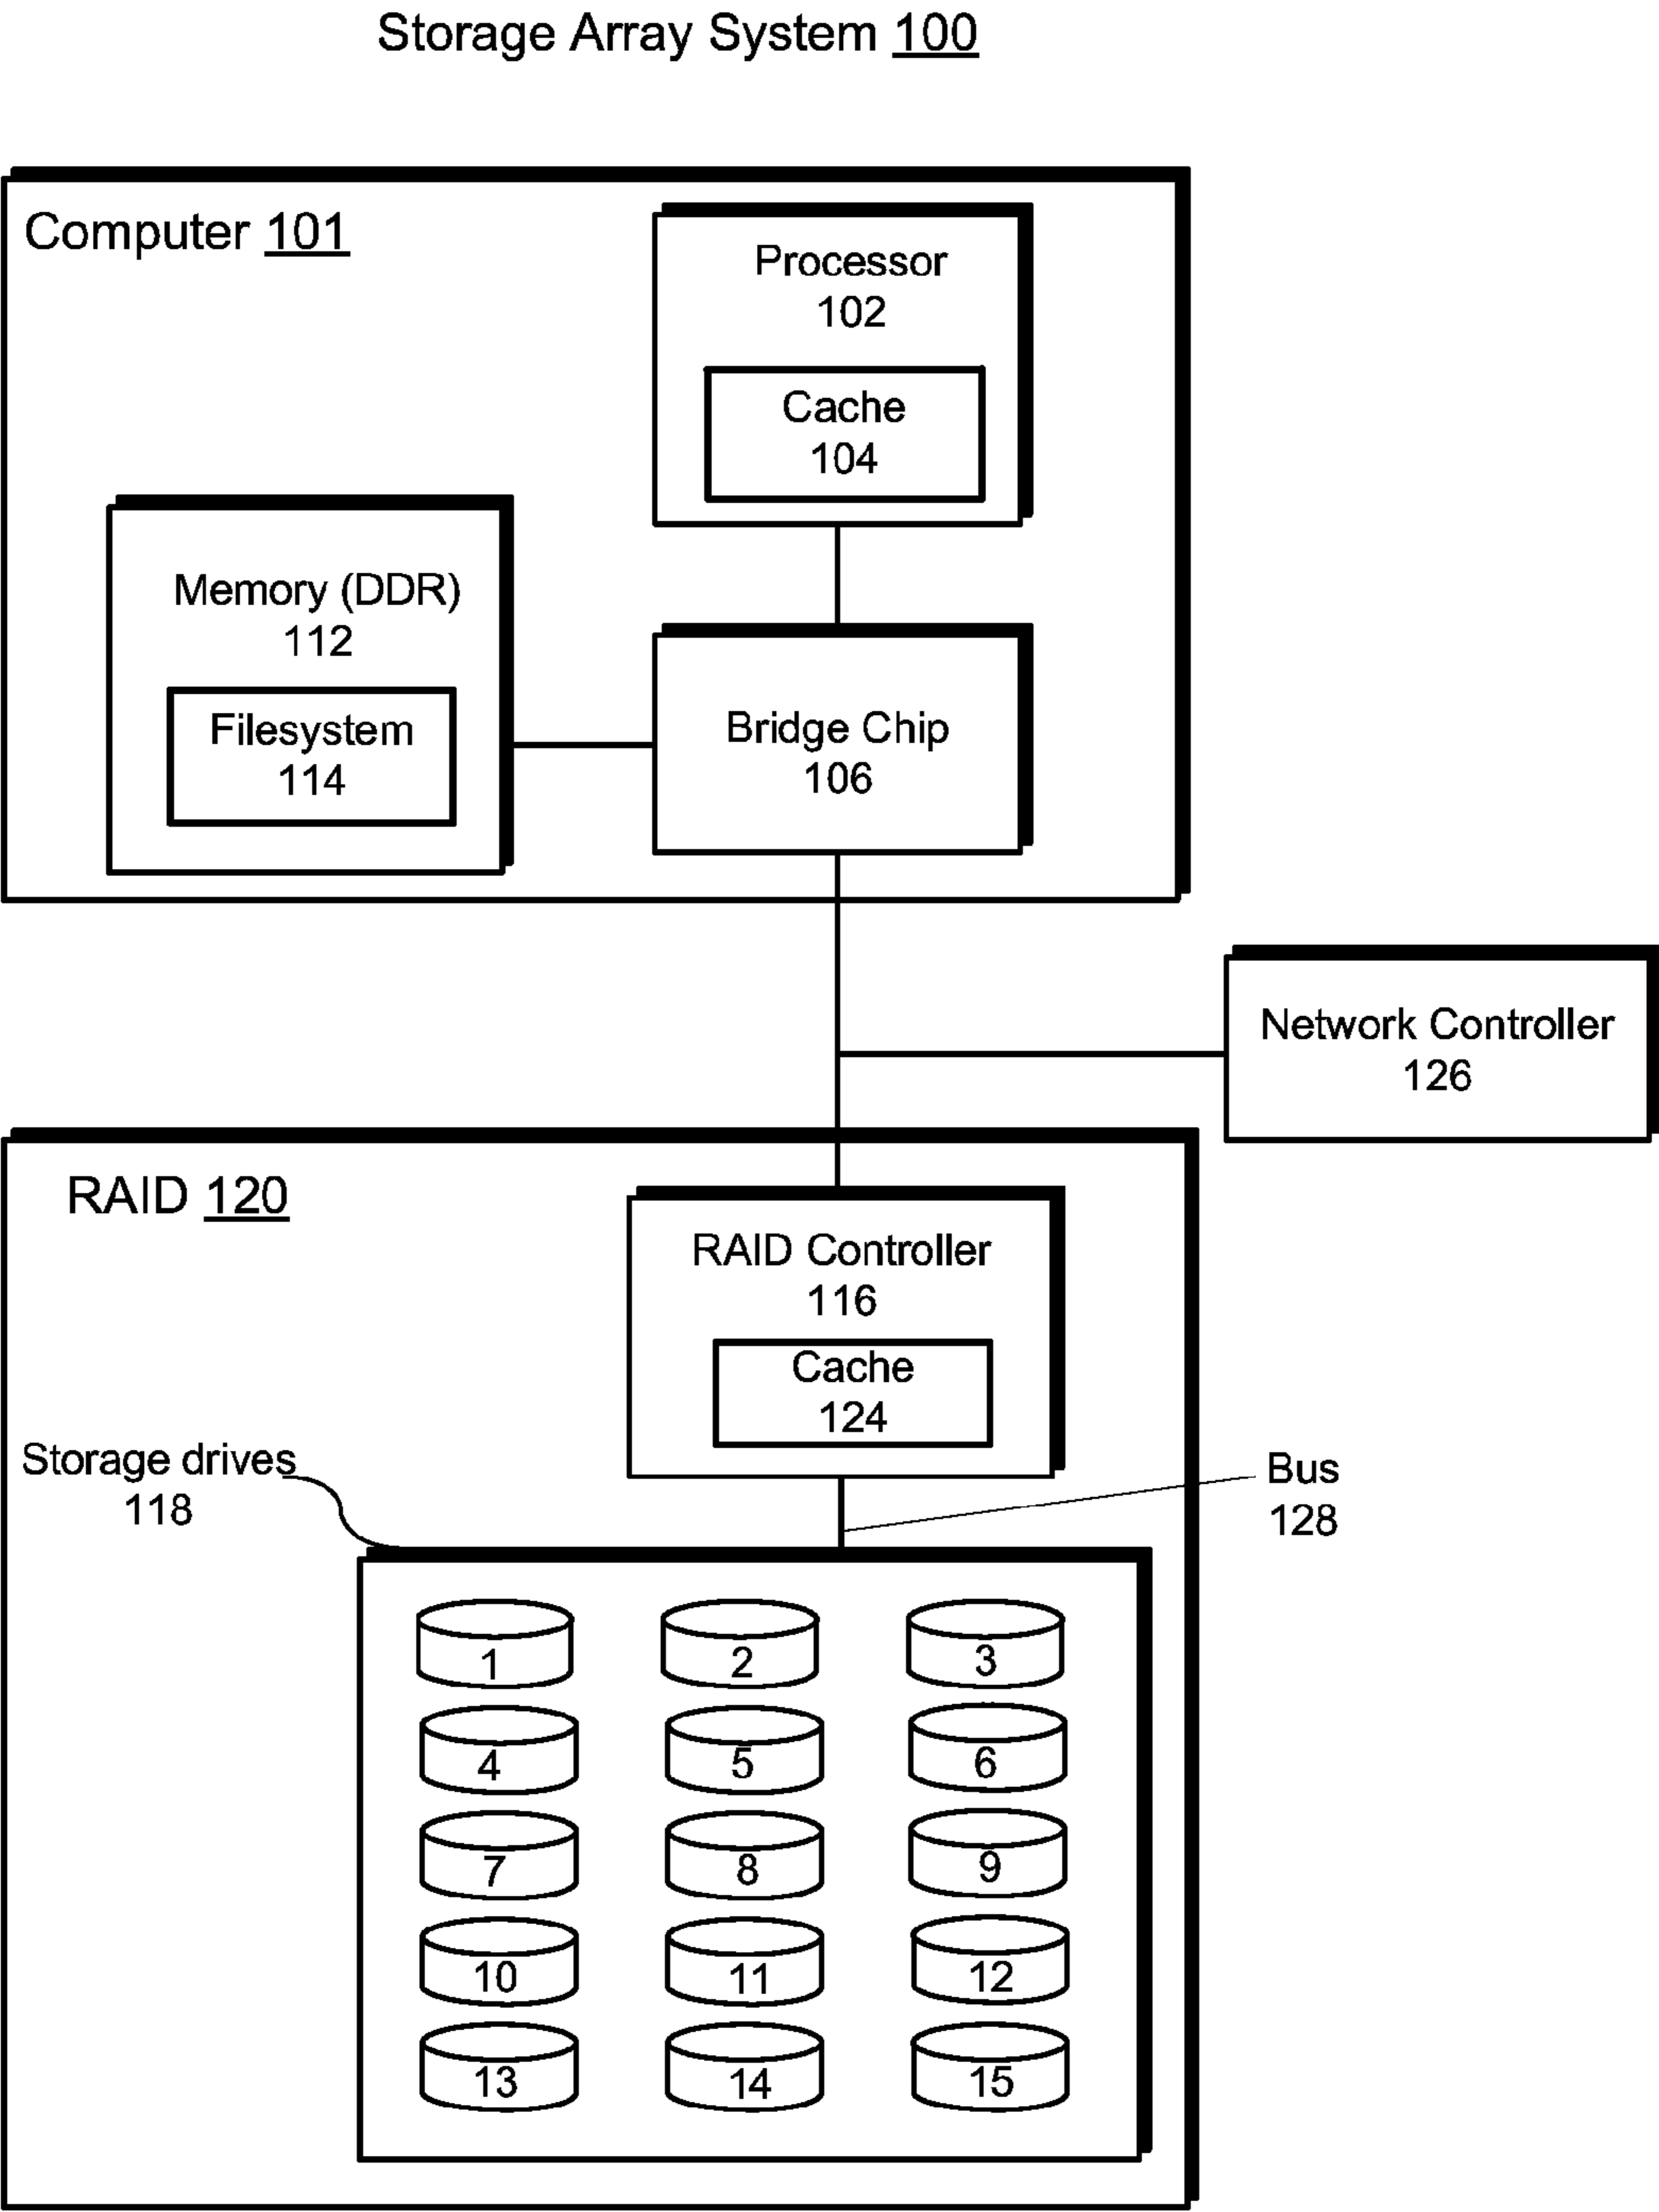 Storage Array System 100
Computer 101
Processor
102
Cache
104
Memory (DDR)
112
Filesystem
114
Bridge Chip
106
Network Controller
126
RAID 120
RAID Controller
116
Cache
124
Storage drives
118
Bus
128
1 2 3
4 5 6
7 8 9
10 11 12
13 14 15